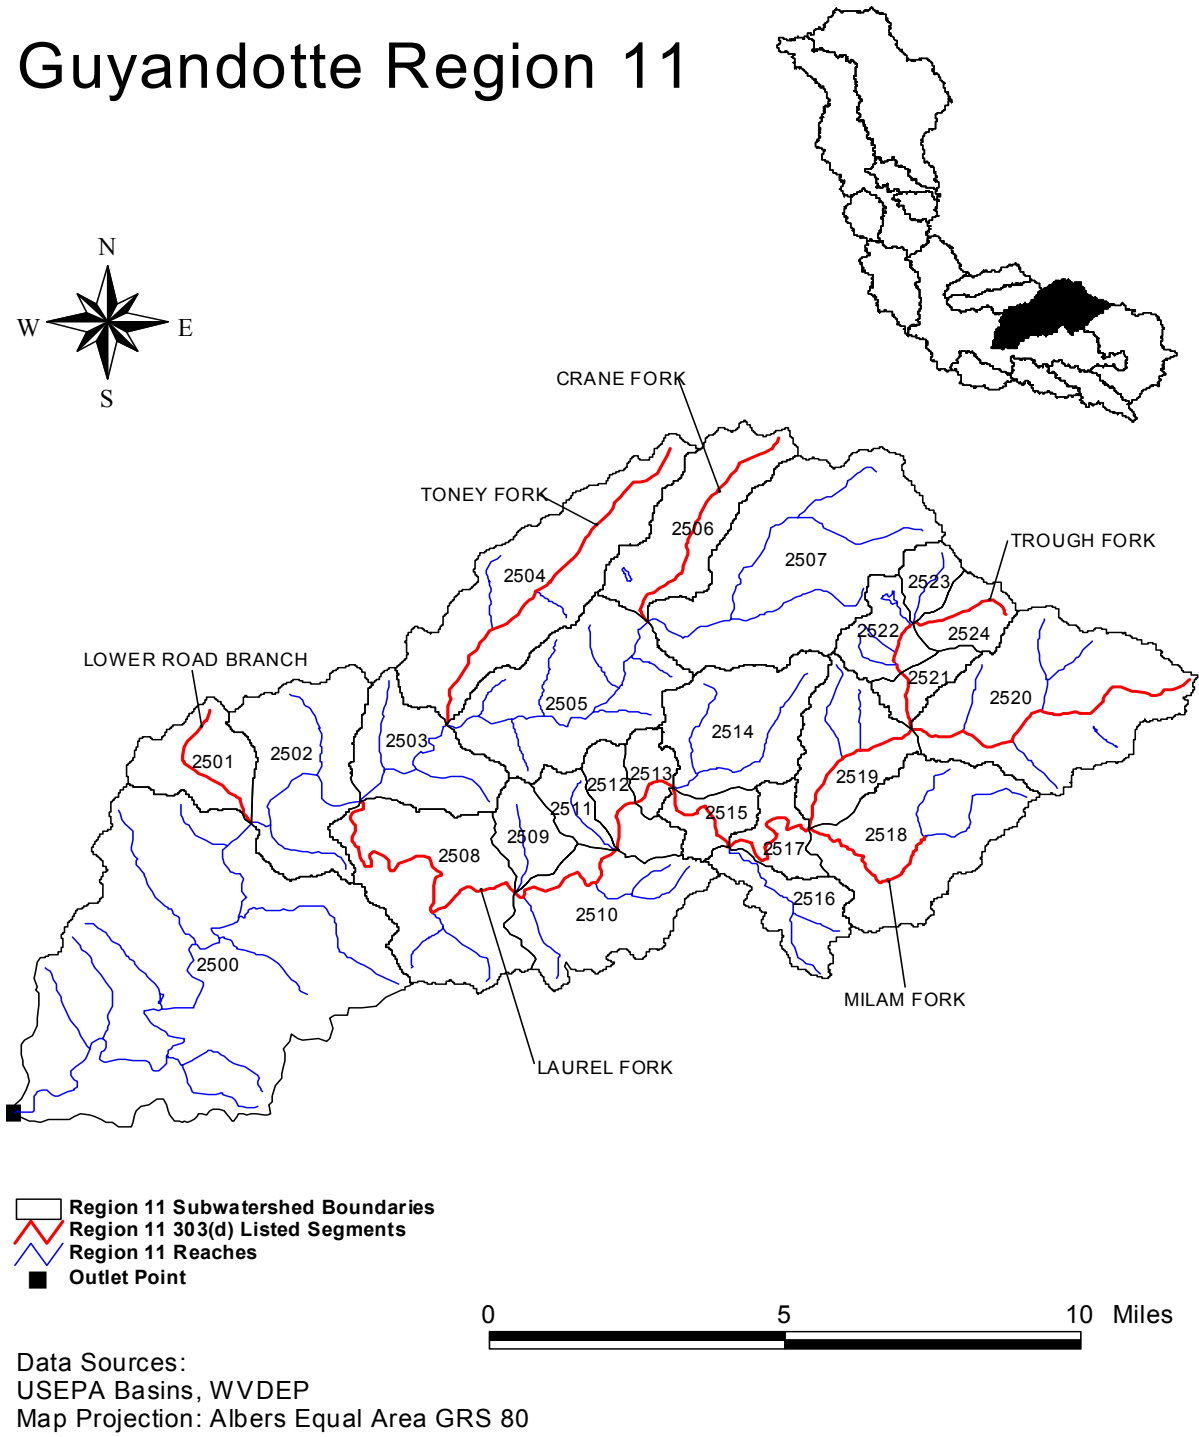 Guyandotte Region 11
N
W
E
S
CRANE FORK
TONEY FORK
2506
2507
TROUGH FORK
2504
2523
2522
2524
LOWER ROAD BRANCH
2521
2520
2505
2503
2514
2502
2501
2513
2519
2512
2511
2515
2509
2518
2517
2508
2516
2510
2500
MILAM FORK
LAUREL FORK
Region 11 Subwatershed Boundaries
Region 11 303(d) Listed Segments
Region 11 Reaches
Outlet Point
0 5 10 Miles
Data Sources:
USEPA Basins, WVDEP
Map Projection: Albers Equal Area GRS 80